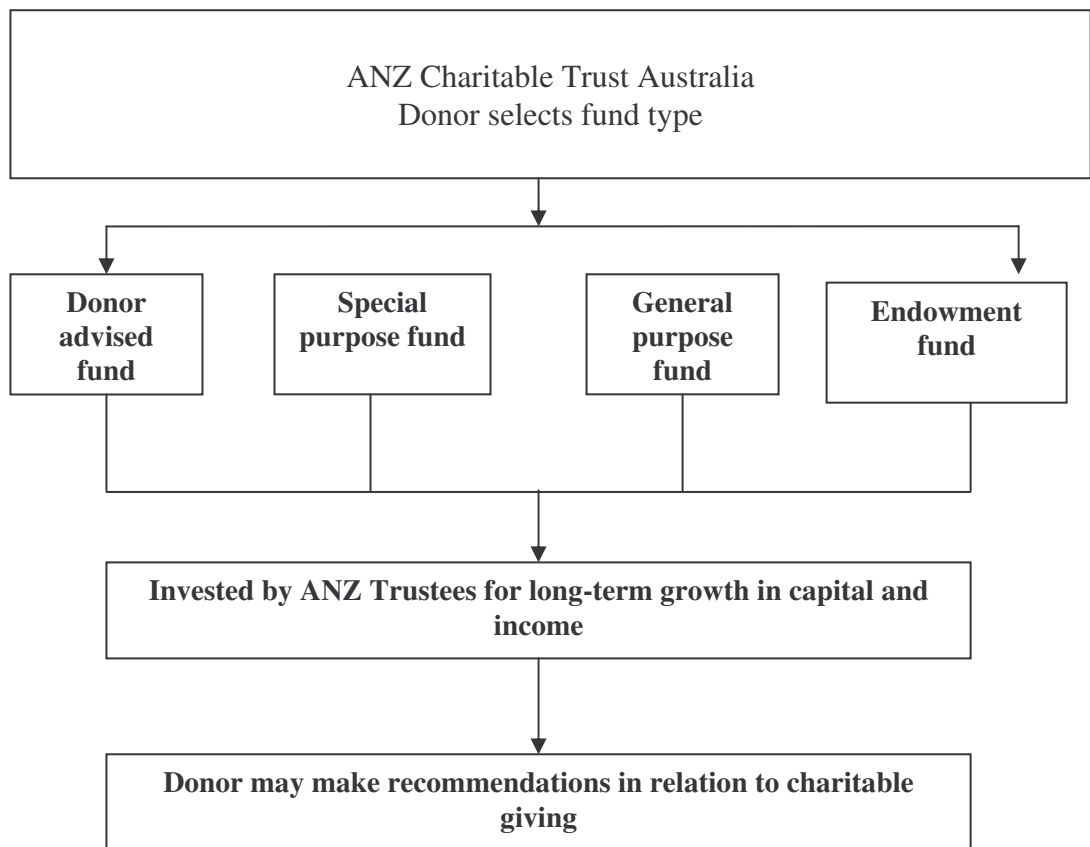 ANZ Charitable Trust Australia
Donor selects fund type
Donor
advised
fund
Special
purpose fund
General
purpose
fund
Endowment
fund
Invested by ANZ Trustees for long-term growth in capital and
income
Donor may make recommendations in relation to charitable
giving